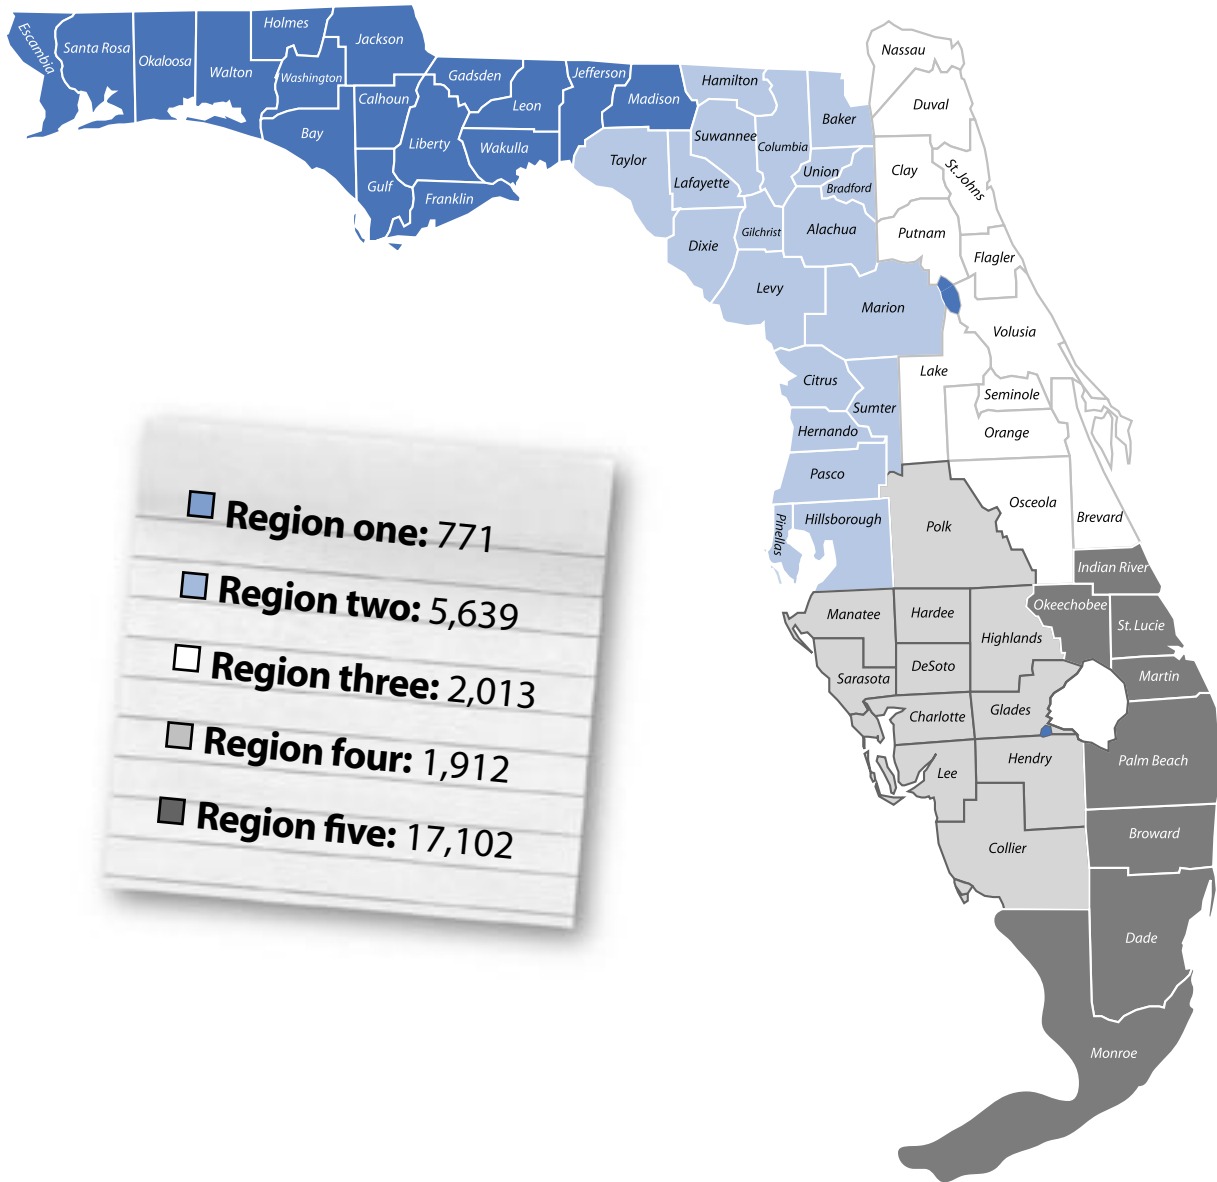 Escambia
Santa Rosa
Okaloosa
Walton
Holmes
Washington
Jackson
Bay
Calhoun
Gulf
Liberty
Gadsden
Franklin
Leon
Wakulla
Jefferson
Madison
Taylor
Hamilton
Suwannee
Lafayette
Columbia
Baker
Union
Bradford
Dixie
Gilchrist
Alachua
Levy
Marion
Nassau
Duval
Clay
St. Johns
Putnam
Flagler
Volusia
Citrus
Sumter
Lake
Seminole
Orange
Hernando
Pasco
Pinellas
Hillsborough
Polk
Osceola
Brevard
Indian River
Manatee
Hardee
Highlands
Okeechobee
St. Lucie
Sarasota
DeSoto
Martin
Charlotte
Glades
Lee
Hendry
Palm Beach
Collier
Broward
Dade
Monroe
Region one: 771
Region two: 5,639
Region three: 2,013
Region four: 1,912
Region five: 17,102